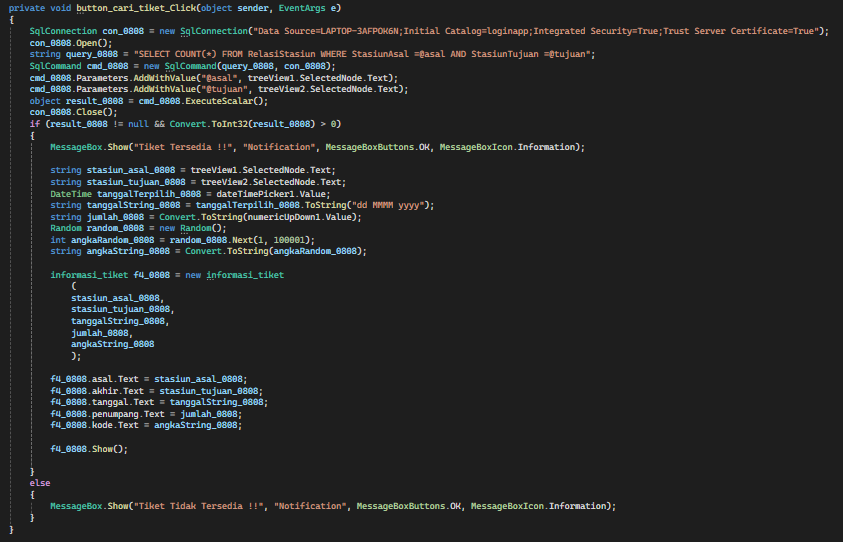 private void button_cari_tiket_Click(object sender, EventArgs e)
{
SqlConnection con_0808 = new SqlConnection("Data Source=LAPTOP-3AFPOH6N;Initial Catalog=loginapp;Integrated Security=True;Trust Server Certificate=True");
con_0808.Open();
string query_0808 = "SELECT COUNT(*) FROM RelasiStasiun WHERE StasiunAsal =@asal AND StasiunTujuan =@tujuan";
SqlCommand cmd_0808 = new SqlCommand(query_0808, con_0808);
cmd_0808.Parameters.AddWithValue("@asal", treeView1.SelectedNode.Text);
cmd_0808.Parameters.AddWithValue("@tujuan", treeView2.SelectedNode.Text);
object result_0808 = cmd_0808.ExecuteScalar();
con_0808.Close();
if (result_0808 != null && Convert.ToInt32(result_0808) > 0)
{
MessageBox.Show("Tiket Tersedia !!", "Notification", MessageBoxButtons.OK, MessageBoxIcon.Information);
string stasiun_asal_0808 = treeView1.SelectedNode.Text;
string stasiun_tujuan_0808 = treeView2.SelectedNode.Text;
DateTime tanggalTerpilih_0808 = dateTimePicker1.Value;
string tanggalString_0808 = tanggalTerpilih_0808.ToString("dd MMMM yyyy");
string jumlah_0808 = Convert.ToString(numericUpDown1.Value);
Random random_0808 = new Random();
int angkaRandom_0808 = random_0808.Next(1, 100001);
string angkaString_0808 = Convert.ToString(angkaRandom_0808);
informasi_tiket f4_0808 = new informasi_tiket
(
stasiun_asal_0808,
stasiun_tujuan_0808,
tanggalString_0808,
jumlah_0808,
angkaString_0808
);
f4_0808.asal.Text = stasiun_asal_0808;
f4_0808.akhir.Text = stasiun_tujuan_0808;
f4_0808.tanggal.Text = tanggalString_0808;
f4_0808.penumpang.Text = jumlah_0808;
f4_0808.kode.Text = angkaString_0808;
f4_0808.Show();
}
else
{
MessageBox.Show("Tiket Tidak Tersedia !!", "Notification", MessageBoxButtons.OK, MessageBoxIcon.Information);
}
}